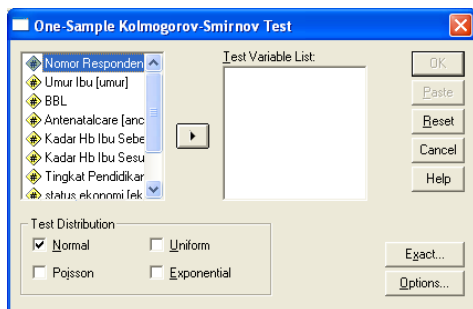 One-Sample Kolmogorov-Smirnov Test
Nomor Responden
Umur Ibu [umur]
BBL
Antenatalcare [anc
Kadar Hb Ibu Sebe
Kadar Hb Ibu Sesu
Tingkat Pendidikar
status ekonomi [ek
Test Variable List:
OK
Paste
Reset
Cancel
Help
Test Distribution
Normal
Uniform
Poisson
Exponential
Exact...
Options...